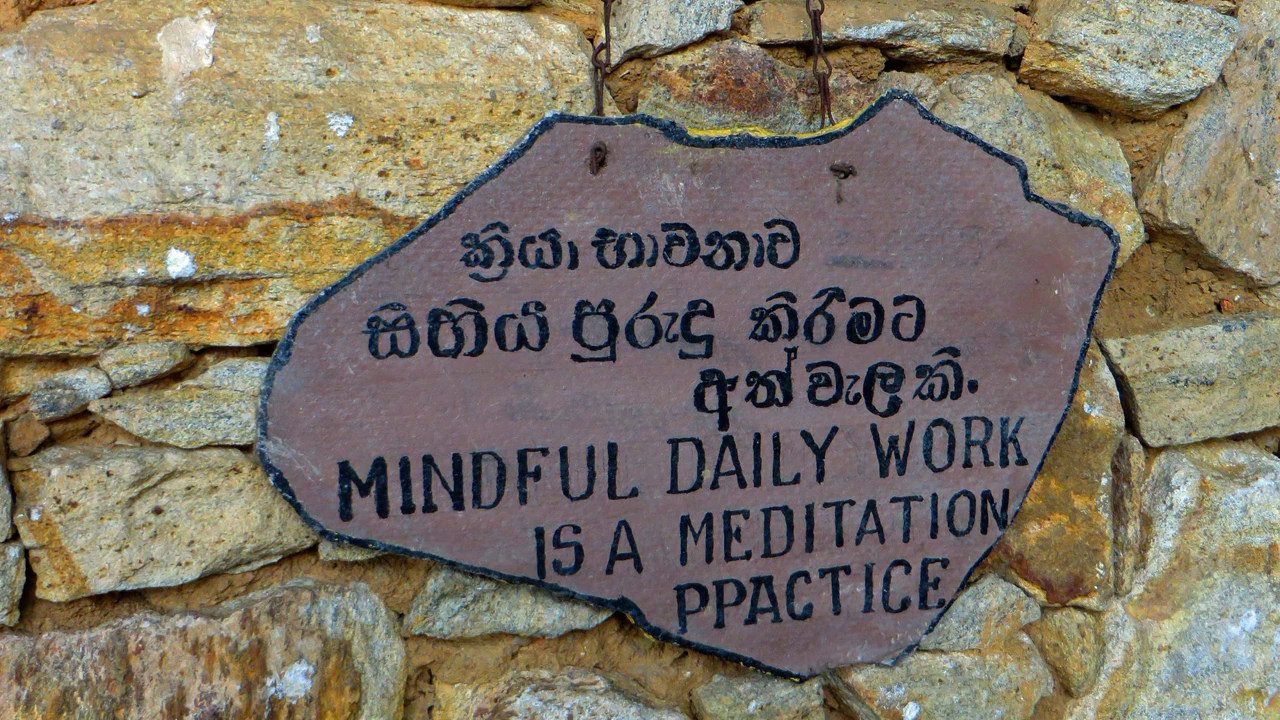 ක්‍රියා භාවනාව
සිහිය පුරුදු කිරීමට
අත්වැලකි.
MINDFUL DAILY WORK
IS A MEDITATION
PPACTICE